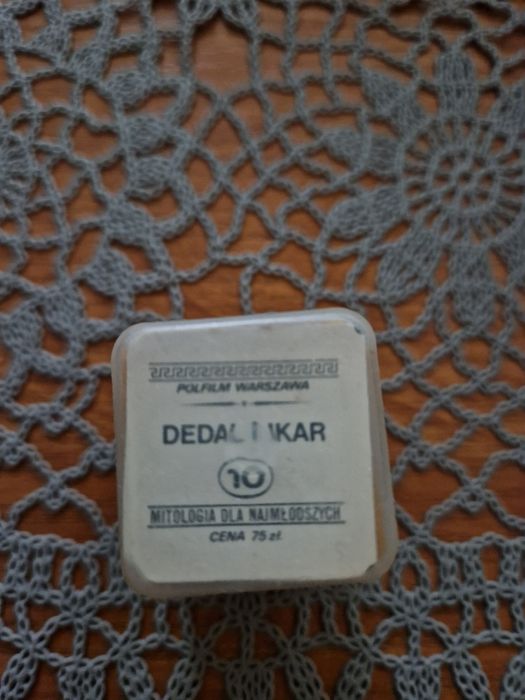 POLFILM WARSZAWA
DEDAL I IKAR
10
MITOLOGIA DLA NAJMŁODSZYCH
CENA 75 zł.